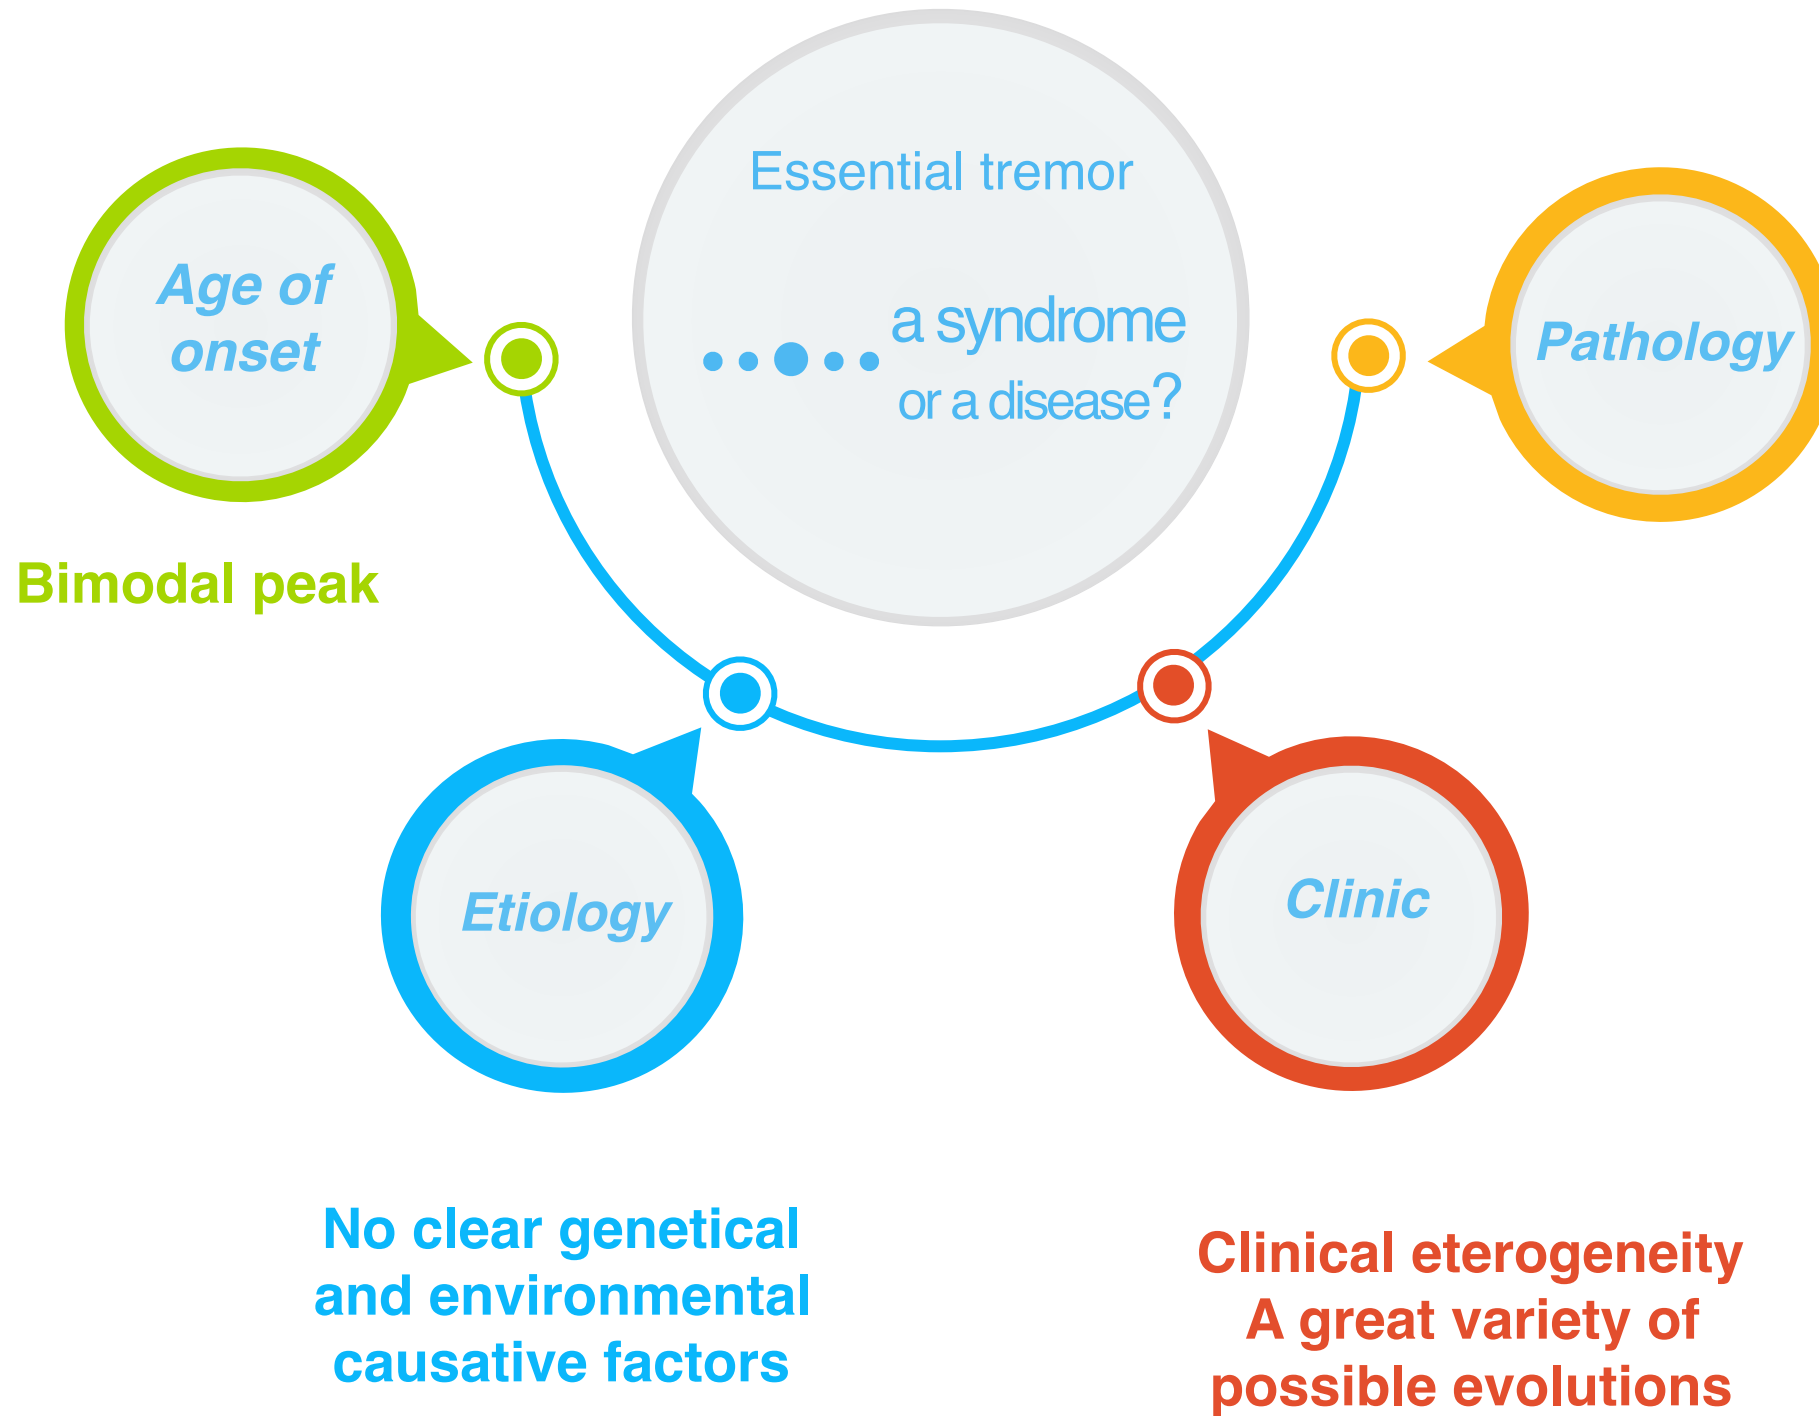 Essential tremor
a syndrome
or a disease?
Age of
onset
Bimodal peak
Etiology
No clear genetical
and environmental
causative factors
Clinic
Clinical eterogeneity
A great variety of
possible evolutions
Pathology